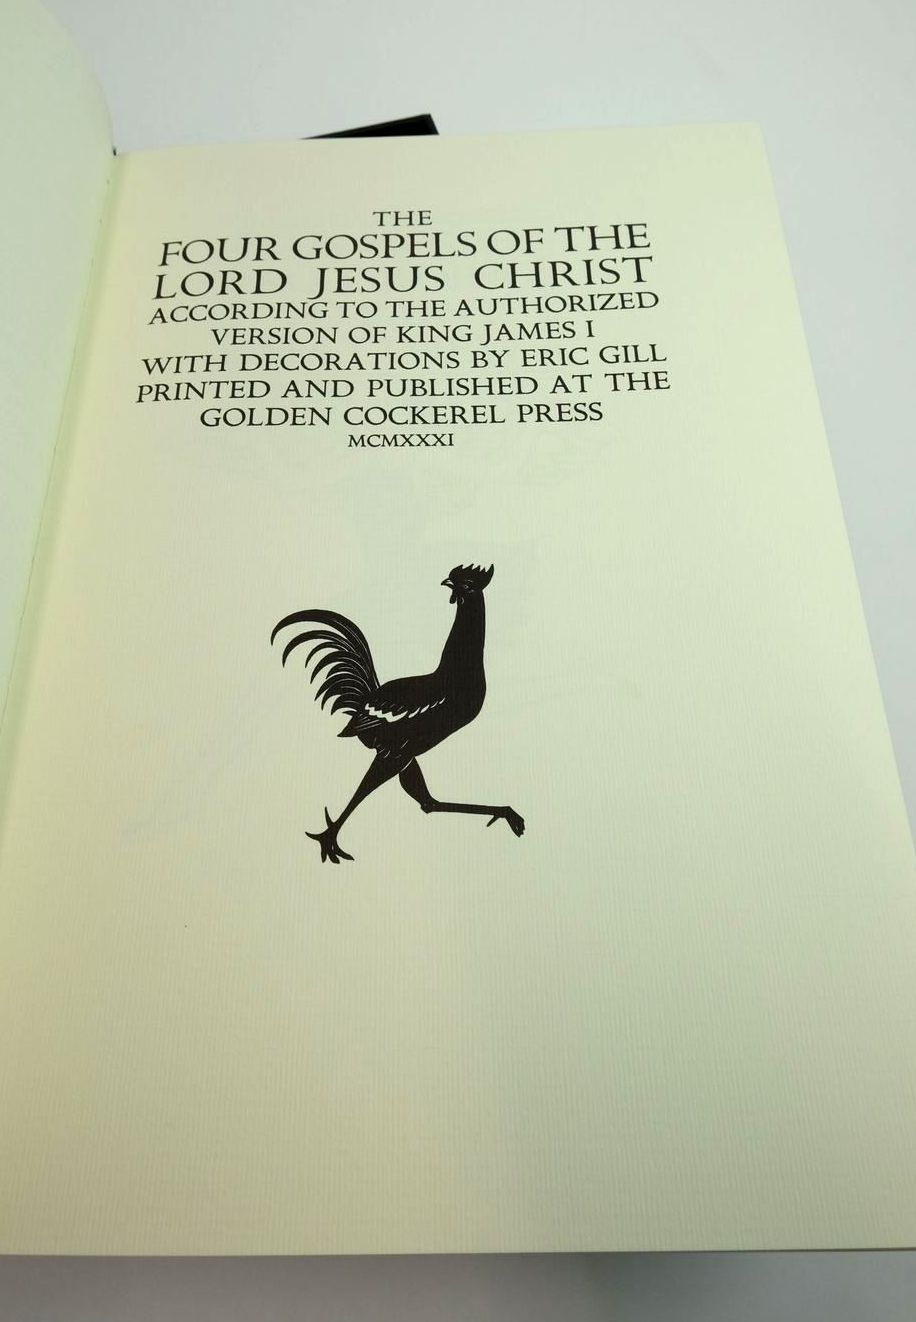 THE
FOUR GOSPELS OF THE
LORD JESUS CHRIST
ACCORDING TO THE AUTHORIZED
VERSION OF KING JAMES I
WITH DECORATIONS BY ERIC GILL
PRINTED AND PUBLISHED AT THE
GOLDEN COCKEREL PRESS
MCMXXXI